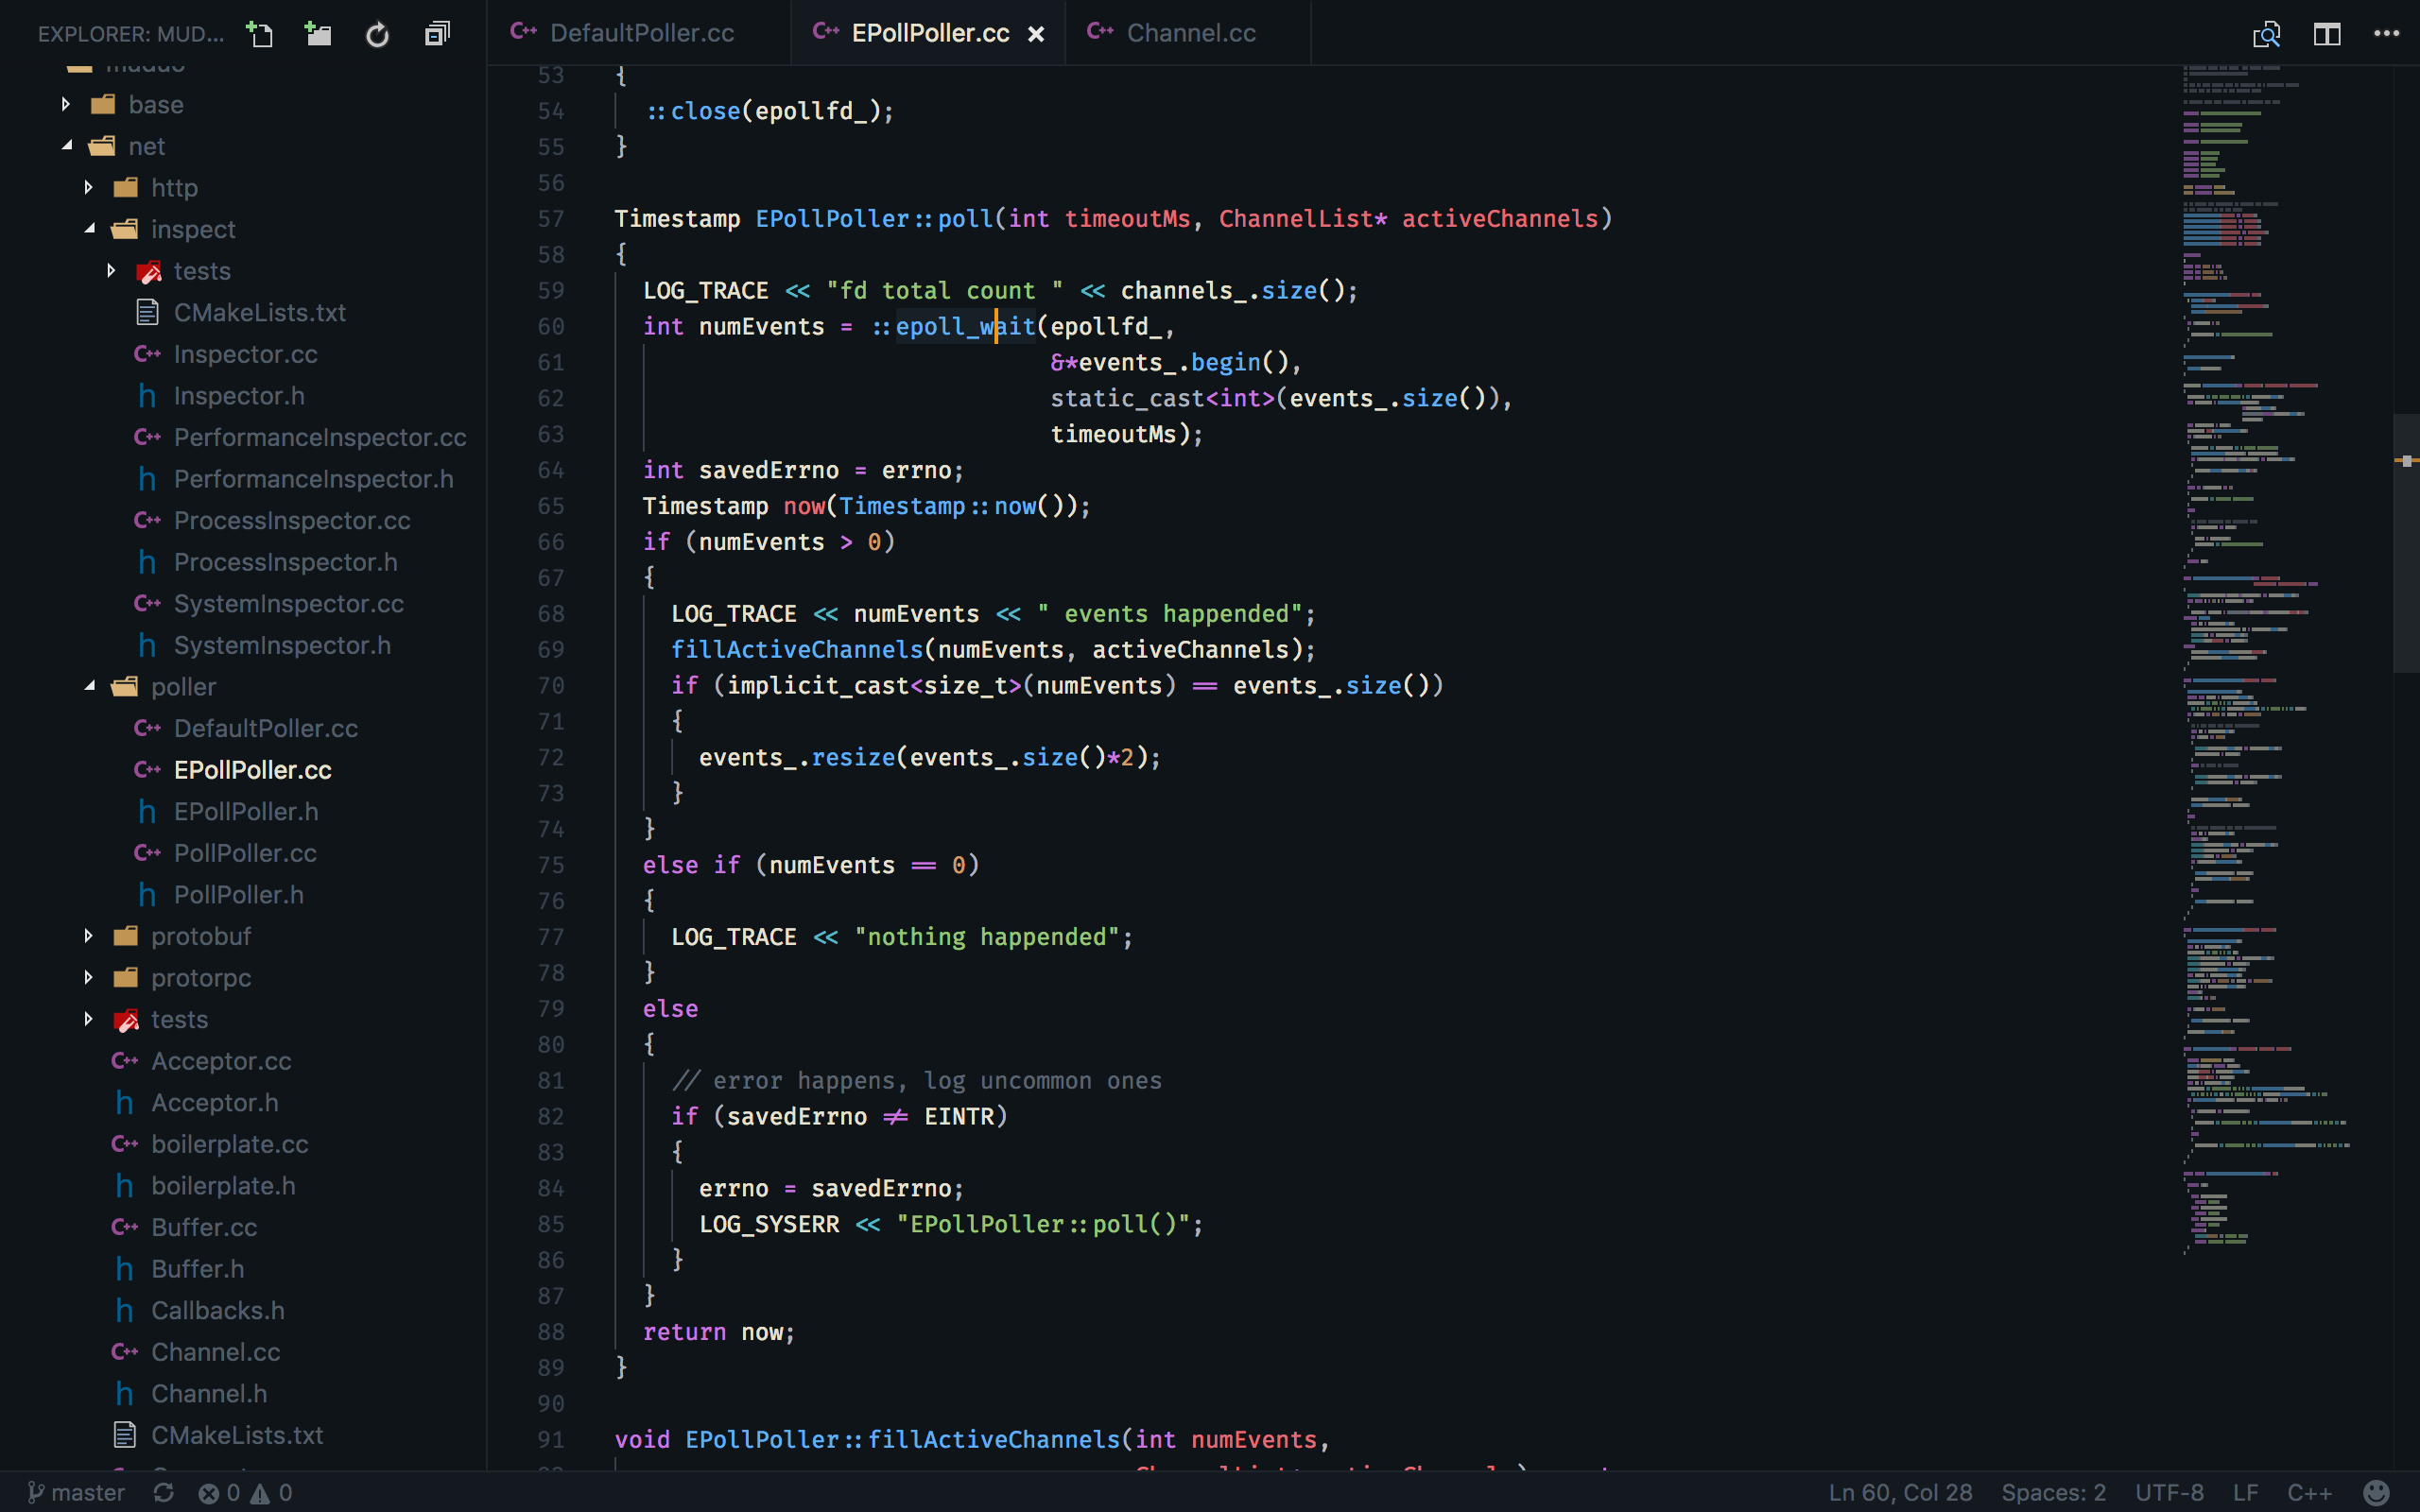 EXPLORER: MUD...
muduo
base
net
http
inspect
tests
CMakeLists.txt
Inspector.cc
Inspector.h
PerformanceInspector.cc
PerformanceInspector.h
ProcessInspector.cc
ProcessInspector.h
SystemInspector.cc
SystemInspector.h
poller
DefaultPoller.cc
EPollPoller.cc
EPollPoller.h
PollPoller.cc
PollPoller.h
protobuf
protorpc
tests
Acceptor.cc
Acceptor.h
boilerplate.cc
boilerplate.h
Buffer.cc
Buffer.h
Callbacks.h
Channel.cc
Channel.h
CMakeLists.txt
DefaultPoller.cc EPollPoller.cc Channel.cc
53 {
54 ::close(epollfd_);
55 }
56
57 Timestamp EPollPoller::poll(int timeoutMs, ChannelList* activeChannels)
58 {
59 LOG_TRACE << "fd total count " << channels_.size();
60 int numEvents = ::epoll_wait(epollfd_,
61 &*events_.begin(),
62 static_cast<int>(events_.size()),
63 timeoutMs);
64 int savedErrno = errno;
65 Timestamp now(Timestamp::now());
66 if (numEvents > 0)
67 {
68 LOG_TRACE << numEvents << " events happended";
69 fillActiveChannels(numEvents, activeChannels);
70 if (implicit_cast<size_t>(numEvents) == events_.size())
71 {
72 events_.resize(events_.size()*2);
73 }
74 }
75 else if (numEvents == 0)
76 {
77 LOG_TRACE << "nothing happended";
78 }
79 else
80 {
81 // error happens, log uncommon ones
82 if (savedErrno != EINTR)
83 {
84 errno = savedErrno;
85 LOG_SYSERR << "EPollPoller::poll()";
86 }
87 }
88 return now;
89 }
90
91 void EPollPoller::fillActiveChannels(int numEvents,
master 0 0 Ln 60, Col 28 Spaces: 2 UTF-8 LF C++